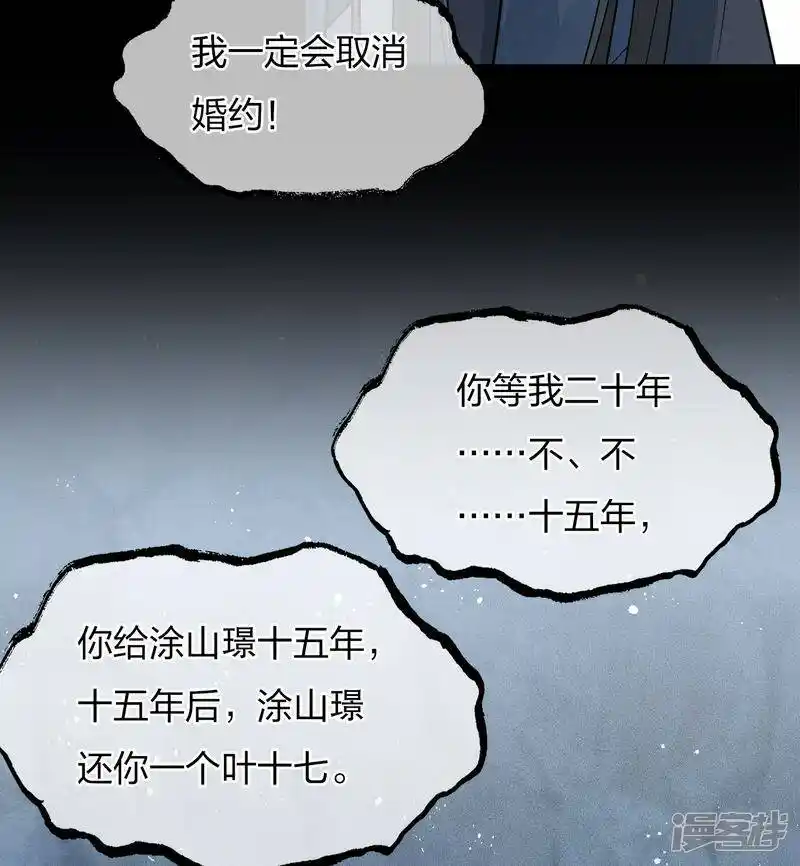 我一定会取消
婚约！
你等我二十年
……不、不
……十五年，
你给涂山璟十五年，
十五年后，涂山璟
还你一个叶十七。
漫客栈